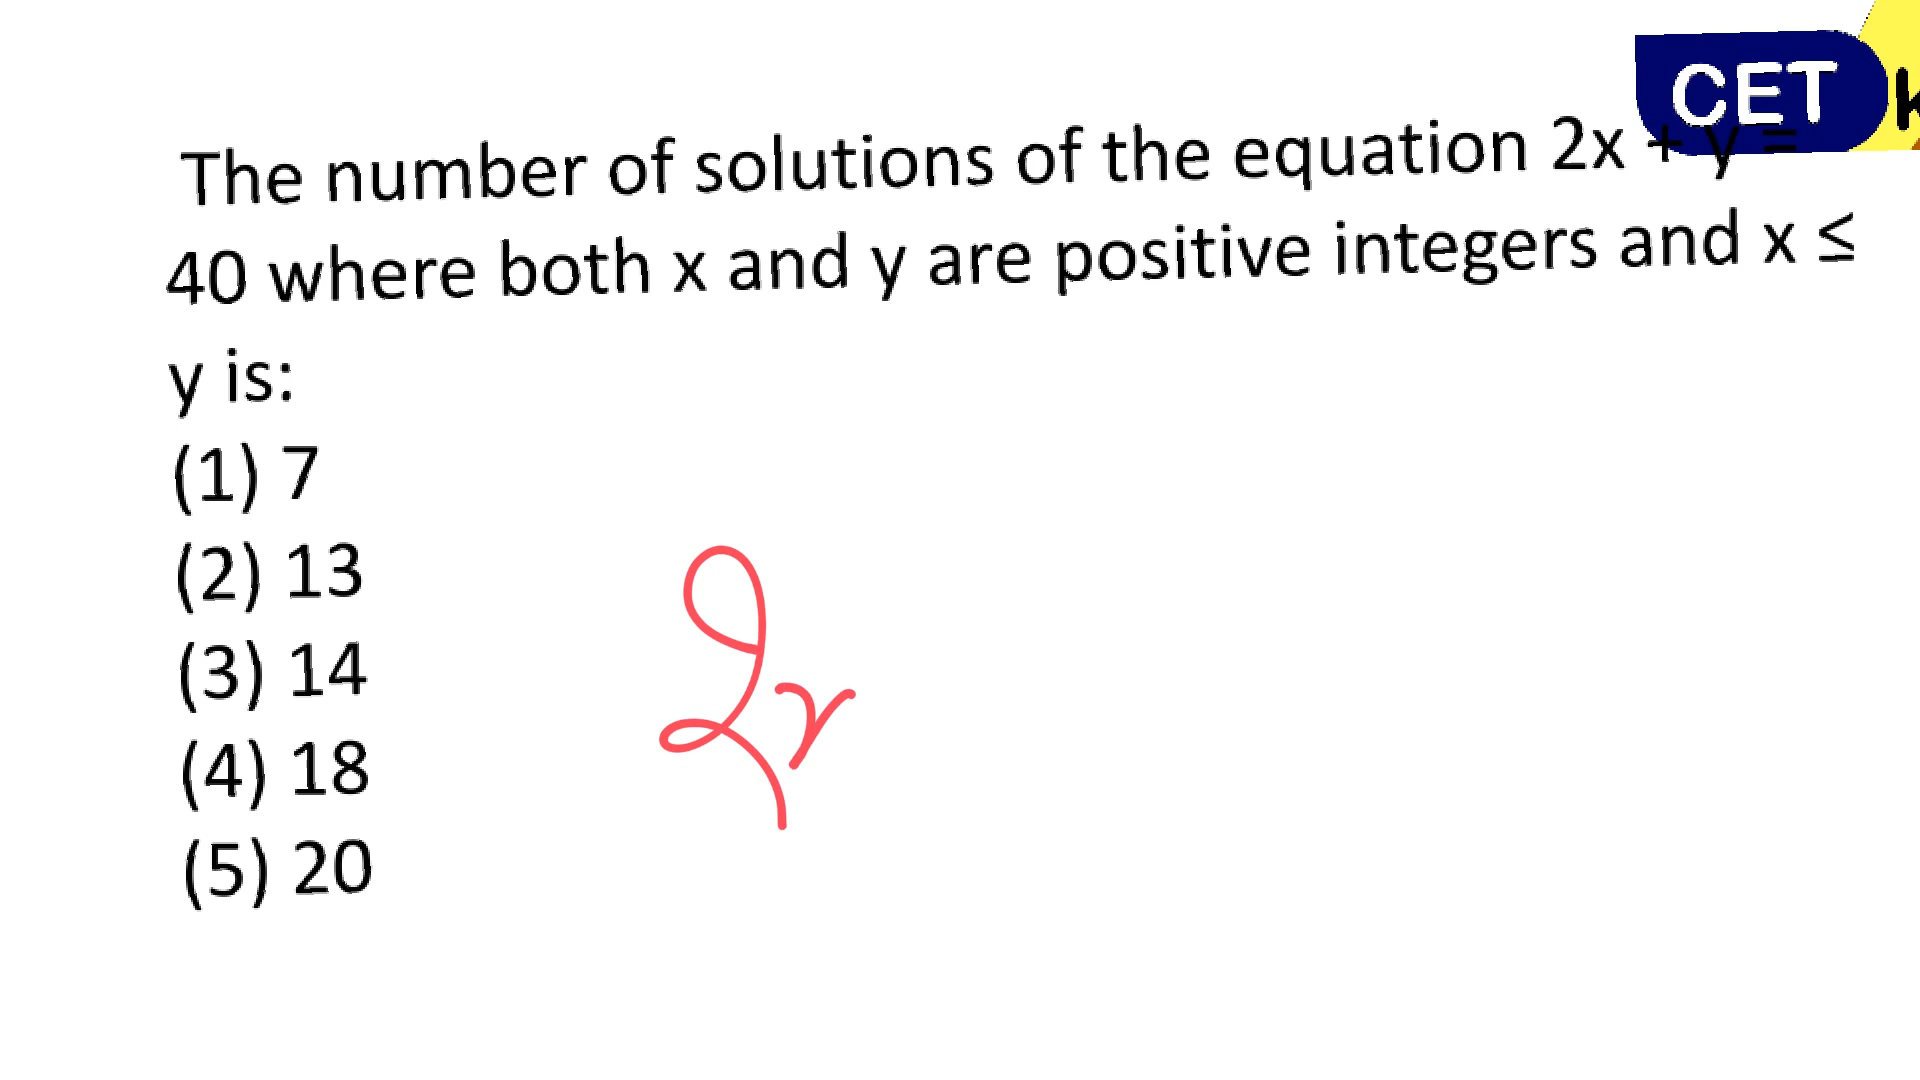 CET K
The number of solutions of the equation 2x + y =
40 where both x and y are positive integers and x ≤
y is:
(1) 7
(2) 13
(3) 14
(4) 18
(5) 20
2x